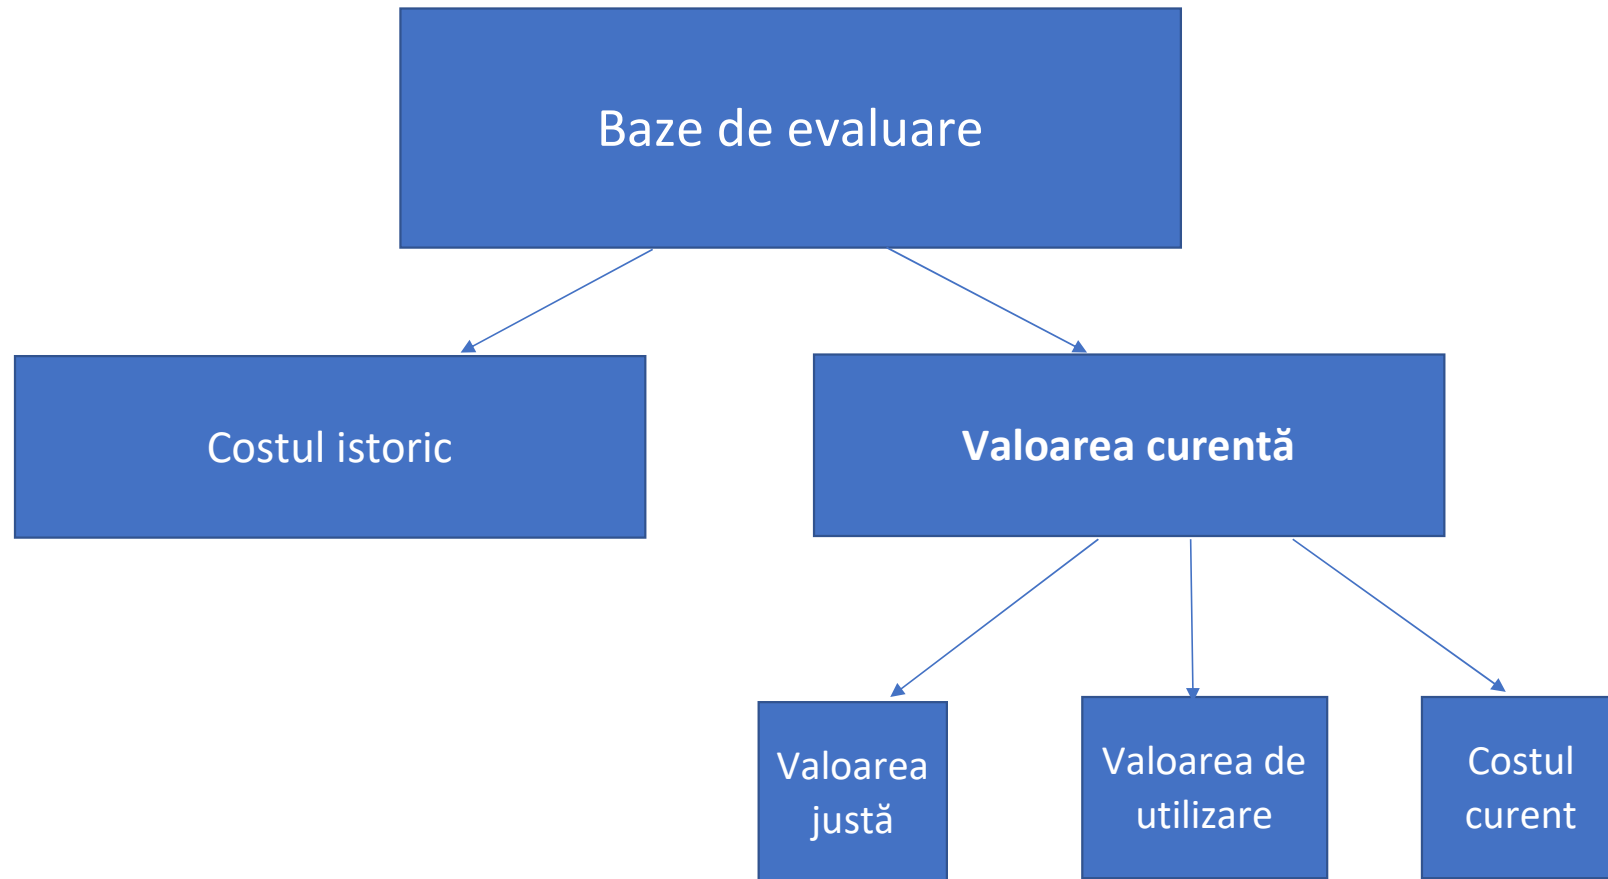 Baze de evaluare
Costul istoric
Valoarea curentă
Valoarea
justă
Valoarea de
utilizare
Costul
curent